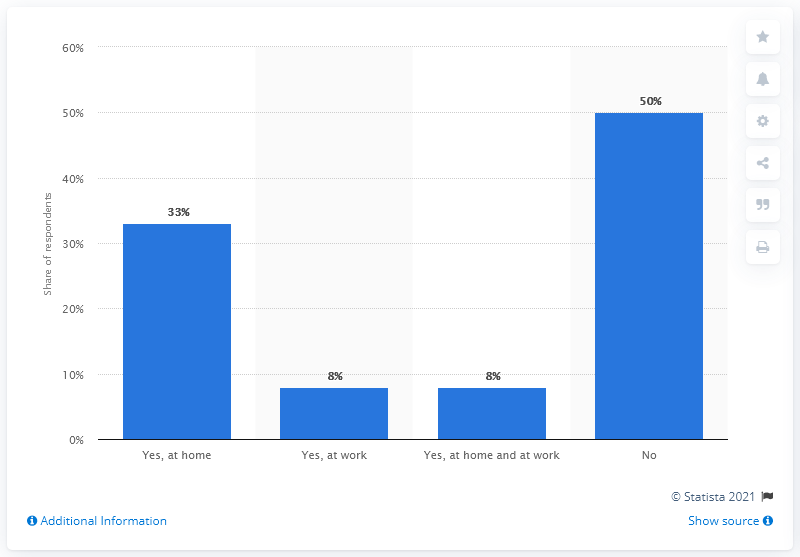 60%
50%
40%
30%
20%
10%
0%
Share of respondents
33%
8%
8%
50%
Yes, at home
Yes, at work
Yes, at home and at work
No
© Statista 2021
Additional Information
Show source